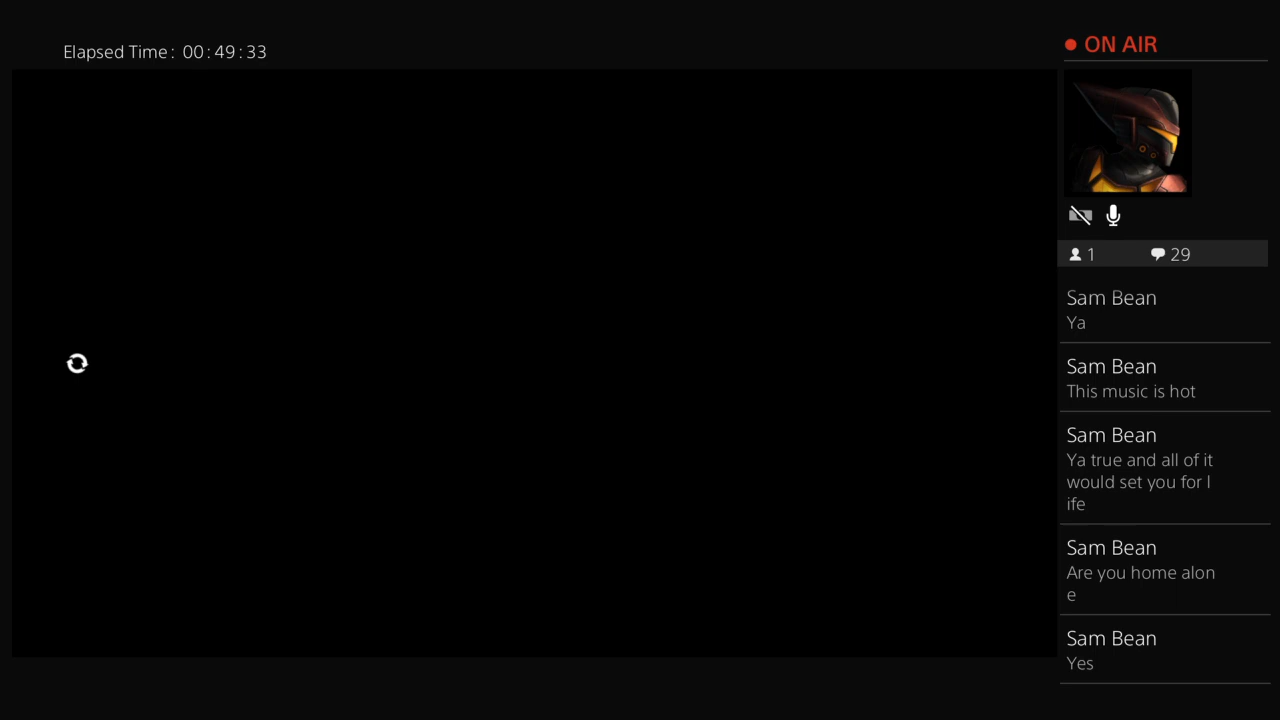 Elapsed Time: 00:49:33
ON AIR
1 29
Sam Bean
Ya
Sam Bean
This music is hot
Sam Bean
Ya true and all of it
would set you for l
ife
Sam Bean
Are you home alon
e
Sam Bean
Yes